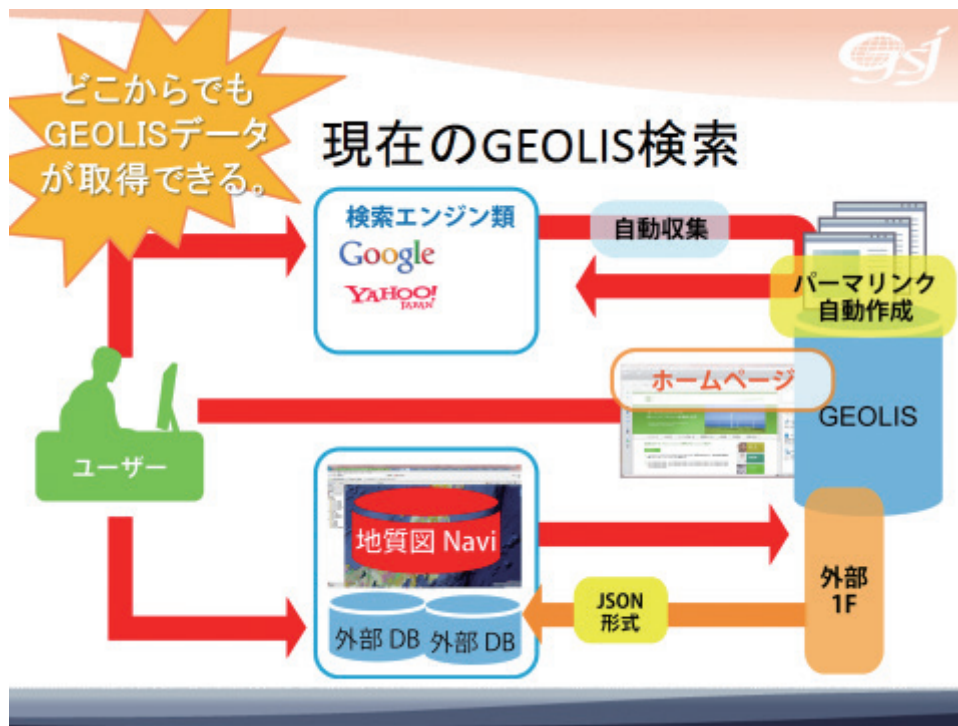 どこからでも
GEOLISデータ
が取得できる。
gsj
現在のGEOLIS検索
検索エンジン類
Google
YAHOO!
JAPAN
自動収集
パーマリンク
自動作成
ホームページ
GEOLIS
ユーザー
地質図 Navi
外部 DB
外部 DB
JSON
形式
外部
1F